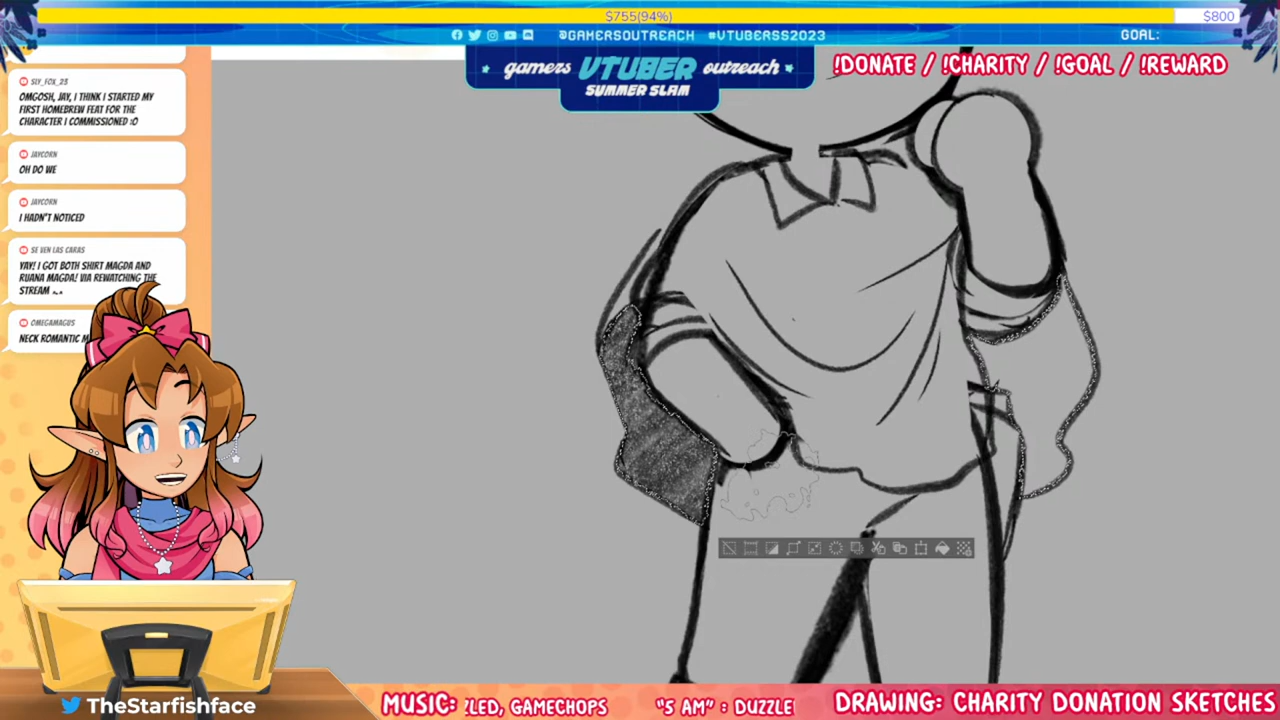 $755(94%)
$800
@GAMERSOUTREACH #VTUBERSS2023
GOAL:
gamers VTUBER outreach
SUMMER SLAM
!DONATE / !CHARITY / !GOAL / !REWARD
SLY_FOX_23
OMGOSH, JAY, I THINK I STARTED MY
FIRST HOMEBREW FEAT FOR THE
CHARACTER I COMMISSIONED :O
JAYCORN
OH DO WE
JAYCORN
I HADN'T NOTICED
SE VEN LAS CARAS
YAY! I GOT BOTH SHIRT MAGDA AND
RUANA MAGDA! VIA REWATCHING THE
STREAM ^.^
OMEGAMAGUS
NECK ROMANTIC M
TheStarfishface
MUSIC: ZLED, GAMECHOPS "5 AM" : DUZZLE
DRAWING: CHARITY DONATION SKETCHES